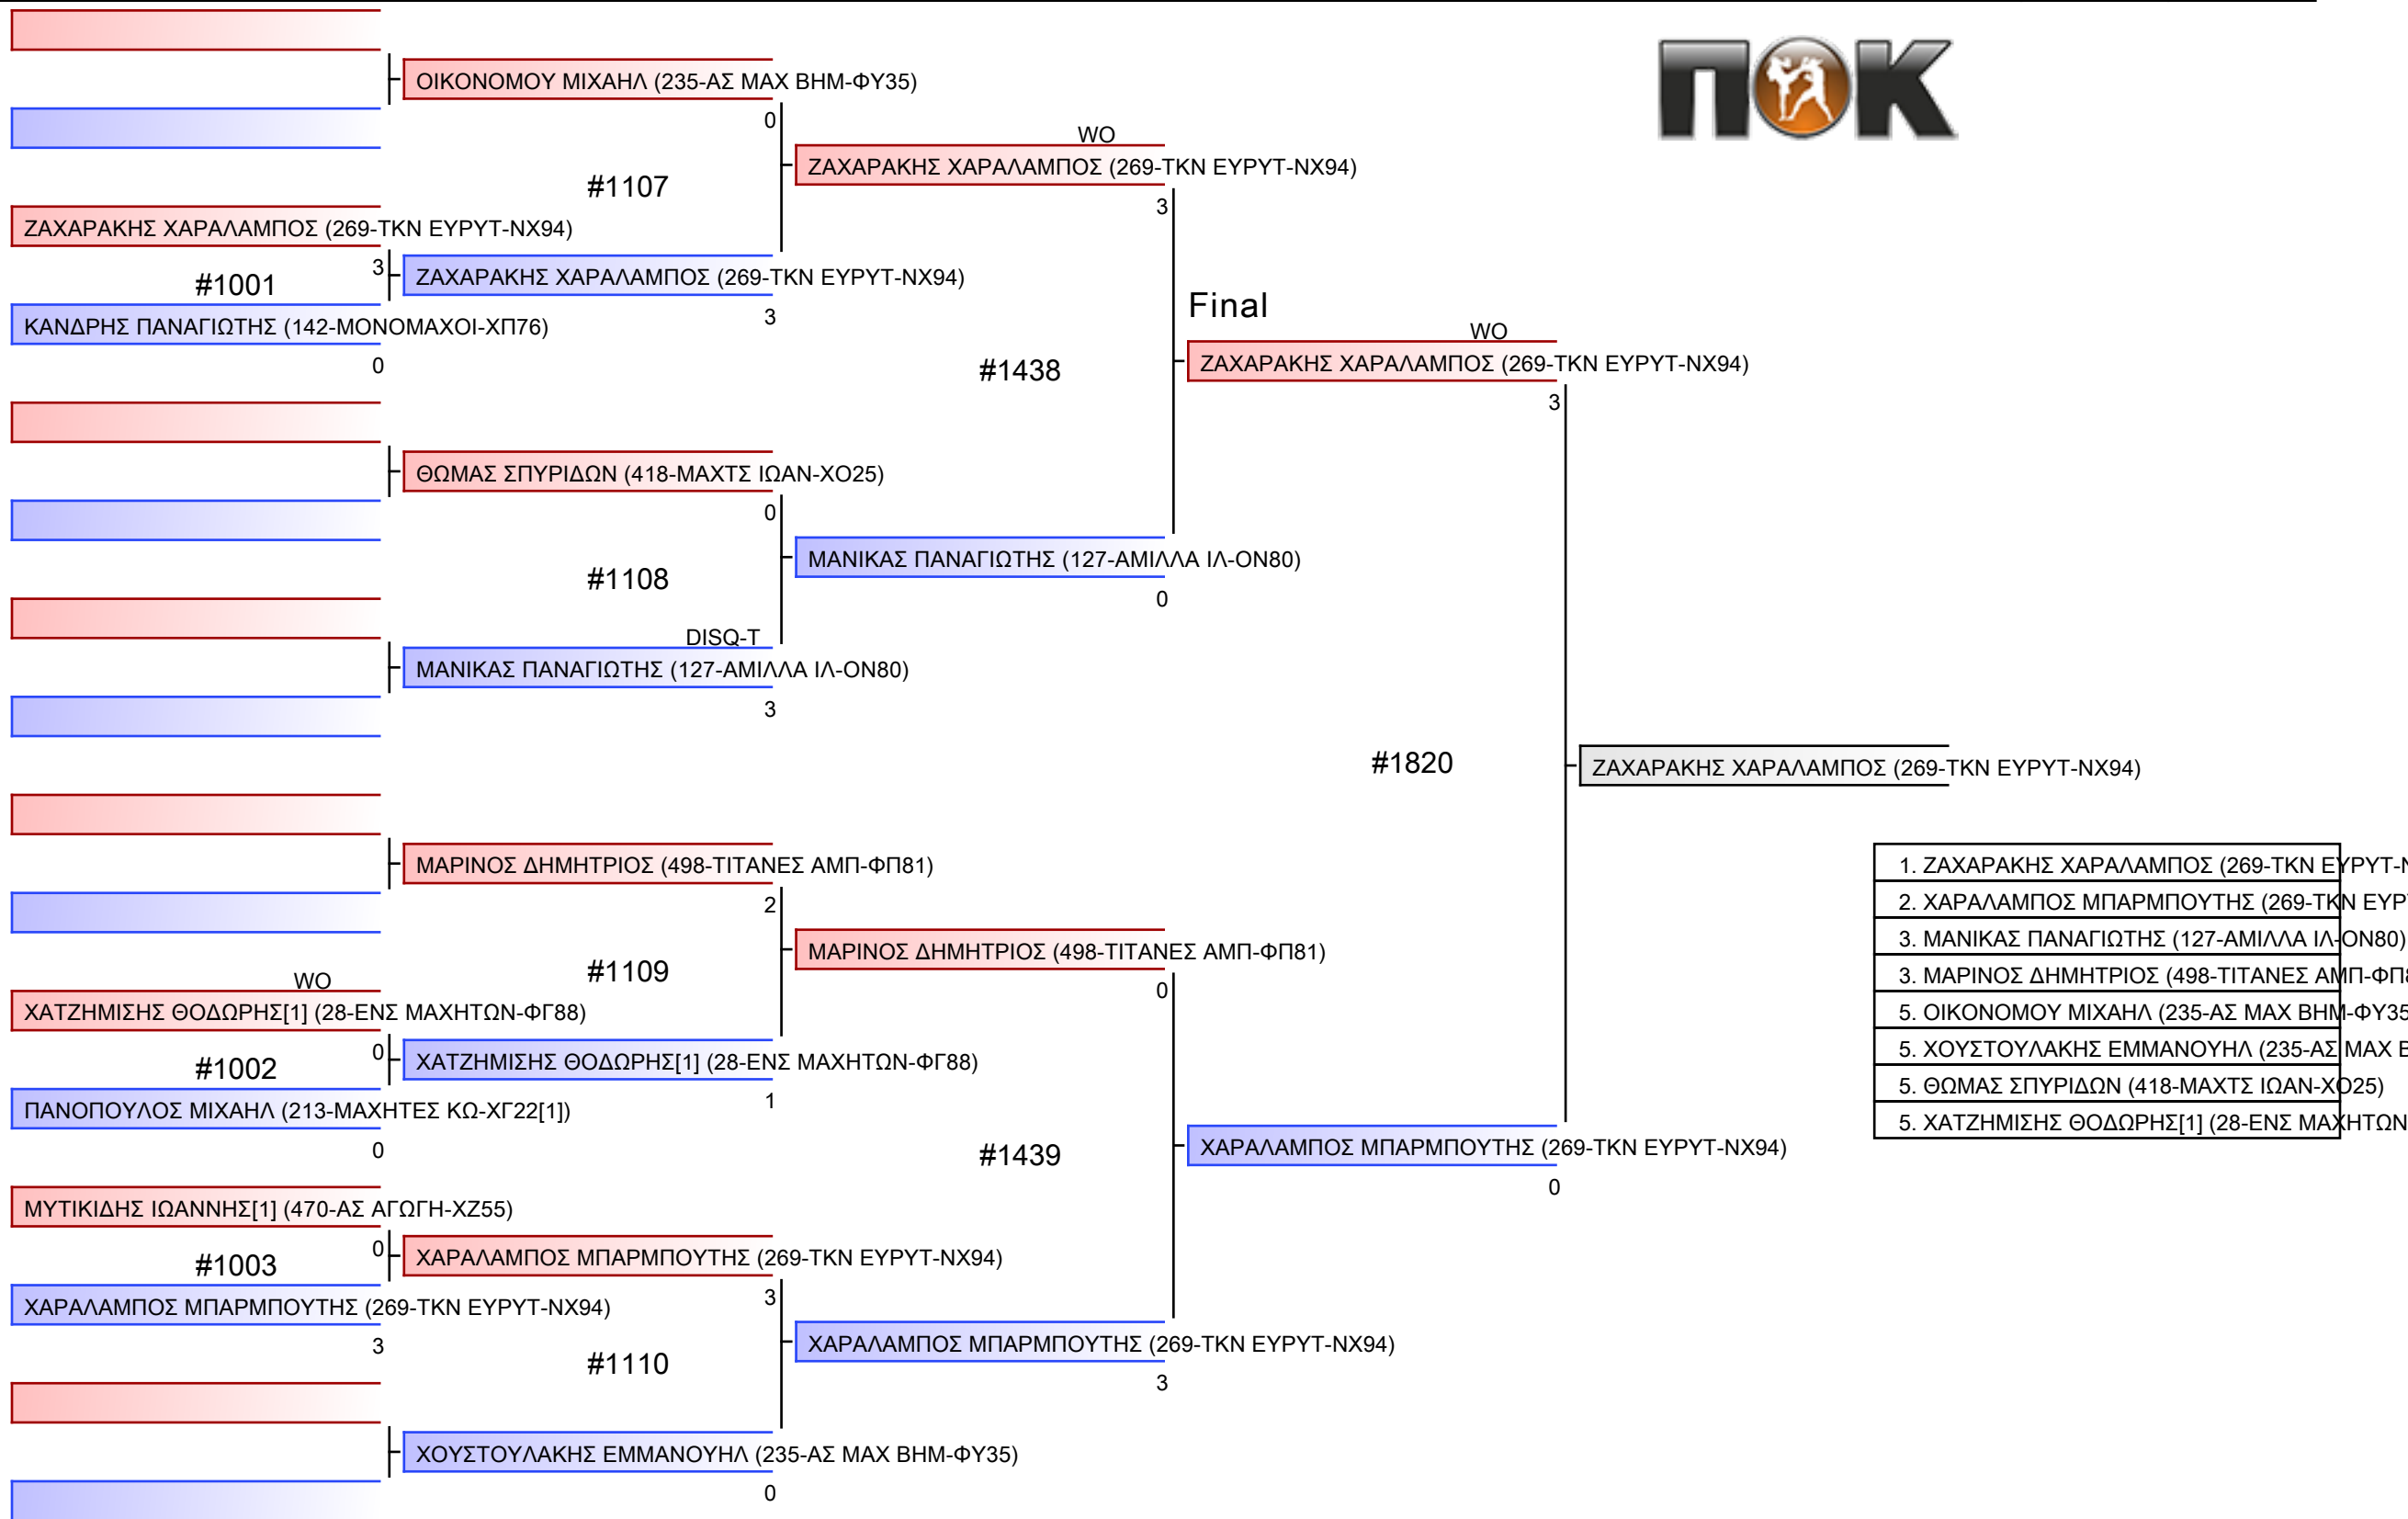 ΠΟΚ
ΟΙΚΟΝΟΜΟΥ ΜΙΧΑΗΛ (235-ΑΣ ΜΑΧ ΒΗΜ-ΦΥ35)
0
WO
ΖΑΧΑΡΑΚΗΣ ΧΑΡΑΛΑΜΠΟΣ (269-ΤΚΝ ΕΥΡΥΤ-ΝΧ94)
#1107
3
ΖΑΧΑΡΑΚΗΣ ΧΑΡΑΛΑΜΠΟΣ (269-ΤΚΝ ΕΥΡΥΤ-ΝΧ94)
3
#1001
ΖΑΧΑΡΑΚΗΣ ΧΑΡΑΛΑΜΠΟΣ (269-ΤΚΝ ΕΥΡΥΤ-ΝΧ94)
3
ΚΑΝΔΡΗΣ ΠΑΝΑΓΙΩΤΗΣ (142-ΜΟΝΟΜΑΧΟΙ-ΧΠ76)
0
Final
WO
#1438
ΖΑΧΑΡΑΚΗΣ ΧΑΡΑΛΑΜΠΟΣ (269-ΤΚΝ ΕΥΡΥΤ-ΝΧ94)
3
ΘΩΜΑΣ ΣΠΥΡΙΔΩΝ (418-ΜΑΧΤΣ ΙΩΑΝ-ΧΟ25)
0
ΜΑΝΙΚΑΣ ΠΑΝΑΓΙΩΤΗΣ (127-ΑΜΙΛΛΑ ΙΛ-ΟΝ80)
0
#1108
DISQ-T
ΜΑΝΙΚΑΣ ΠΑΝΑΓΙΩΤΗΣ (127-ΑΜΙΛΛΑ ΙΛ-ΟΝ80)
3
#1820
ΖΑΧΑΡΑΚΗΣ ΧΑΡΑΛΑΜΠΟΣ (269-ΤΚΝ ΕΥΡΥΤ-ΝΧ94)
ΜΑΡΙΝΟΣ ΔΗΜΗΤΡΙΟΣ (498-ΤΙΤΑΝΕΣ ΑΜΠ-ΦΠ81)
2
ΜΑΡΙΝΟΣ ΔΗΜΗΤΡΙΟΣ (498-ΤΙΤΑΝΕΣ ΑΜΠ-ΦΠ81)
0
#1109
WO
ΧΑΤΖΗΜΙΣΗΣ ΘΟΔΩΡΗΣ[1] (28-ΕΝΣ ΜΑΧΗΤΩΝ-ΦΓ88)
0
#1002
ΧΑΤΖΗΜΙΣΗΣ ΘΟΔΩΡΗΣ[1] (28-ΕΝΣ ΜΑΧΗΤΩΝ-ΦΓ88)
1
ΠΑΝΟΠΟΥΛΟΣ ΜΙΧΑΗΛ (213-ΜΑΧΗΤΕΣ ΚΩ-ΧΓ22[1])
0
#1439
ΧΑΡΑΛΑΜΠΟΣ ΜΠΑΡΜΠΟΥΤΗΣ (269-ΤΚΝ ΕΥΡΥΤ-ΝΧ94)
0
ΜΥΤΙΚΙΔΗΣ ΙΩΑΝΝΗΣ[1] (470-ΑΣ ΑΓΩΓΗ-ΧΖ55)
0
#1003
ΧΑΡΑΛΑΜΠΟΣ ΜΠΑΡΜΠΟΥΤΗΣ (269-ΤΚΝ ΕΥΡΥΤ-ΝΧ94)
3
ΧΑΡΑΛΑΜΠΟΣ ΜΠΑΡΜΠΟΥΤΗΣ (269-ΤΚΝ ΕΥΡΥΤ-ΝΧ94)
3
#1110
ΧΑΡΑΛΑΜΠΟΣ ΜΠΑΡΜΠΟΥΤΗΣ (269-ΤΚΝ ΕΥΡΥΤ-ΝΧ94)
3
ΧΟΥΣΤΟΥΛΑΚΗΣ ΕΜΜΑΝΟΥΗΛ (235-ΑΣ ΜΑΧ ΒΗΜ-ΦΥ35)
0
1. ΖΑΧΑΡΑΚΗΣ ΧΑΡΑΛΑΜΠΟΣ (269-ΤΚΝ ΕΥΡΥΤ-
2. ΧΑΡΑΛΑΜΠΟΣ ΜΠΑΡΜΠΟΥΤΗΣ (269-ΤΚΝ ΕΥΡ
3. ΜΑΝΙΚΑΣ ΠΑΝΑΓΙΩΤΗΣ (127-ΑΜΙΛΛΑ ΙΛ-ΟΝ80)
3. ΜΑΡΙΝΟΣ ΔΗΜΗΤΡΙΟΣ (498-ΤΙΤΑΝΕΣ ΑΜΠ-ΦΠ8
5. ΟΙΚΟΝΟΜΟΥ ΜΙΧΑΗΛ (235-ΑΣ ΜΑΧ ΒΗΜ-ΦΥ35
5. ΧΟΥΣΤΟΥΛΑΚΗΣ ΕΜΜΑΝΟΥΗΛ (235-ΑΣ ΜΑΧ
5. ΘΩΜΑΣ ΣΠΥΡΙΔΩΝ (418-ΜΑΧΤΣ ΙΩΑΝ-ΧΟ25)
5. ΧΑΤΖΗΜΙΣΗΣ ΘΟΔΩΡΗΣ[1] (28-ΕΝΣ ΜΑΧΗΤΩΝ